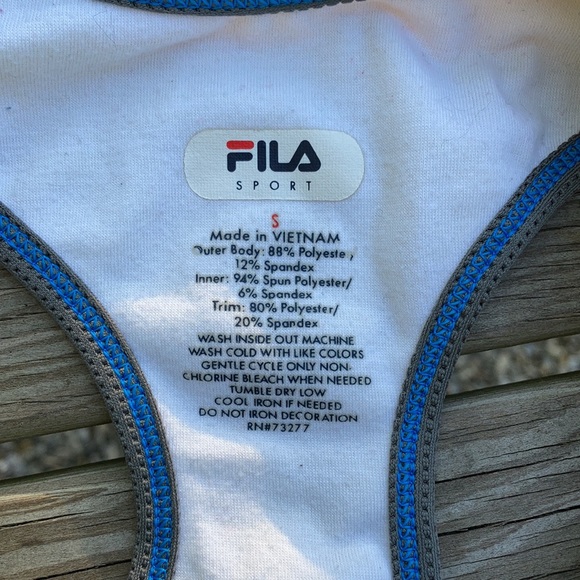 FILA
SPORT
S
Made in VIETNAM
Outer Body: 88% Polyeste,
12% Spandex
Inner: 94% Spun Polyester/
6% Spandex
Trim: 80% Polyester/
20% Spandex
WASH INSIDE OUT MACHINE
WASH COLD WITH LIKE COLORS
GENTLE CYCLE ONLY NON-
CHLORINE BLEACH WHEN NEEDED
TUMBLE DRY LOW
COOL IRON IF NEEDED
DO NOT IRON DECORATION
RN#73277